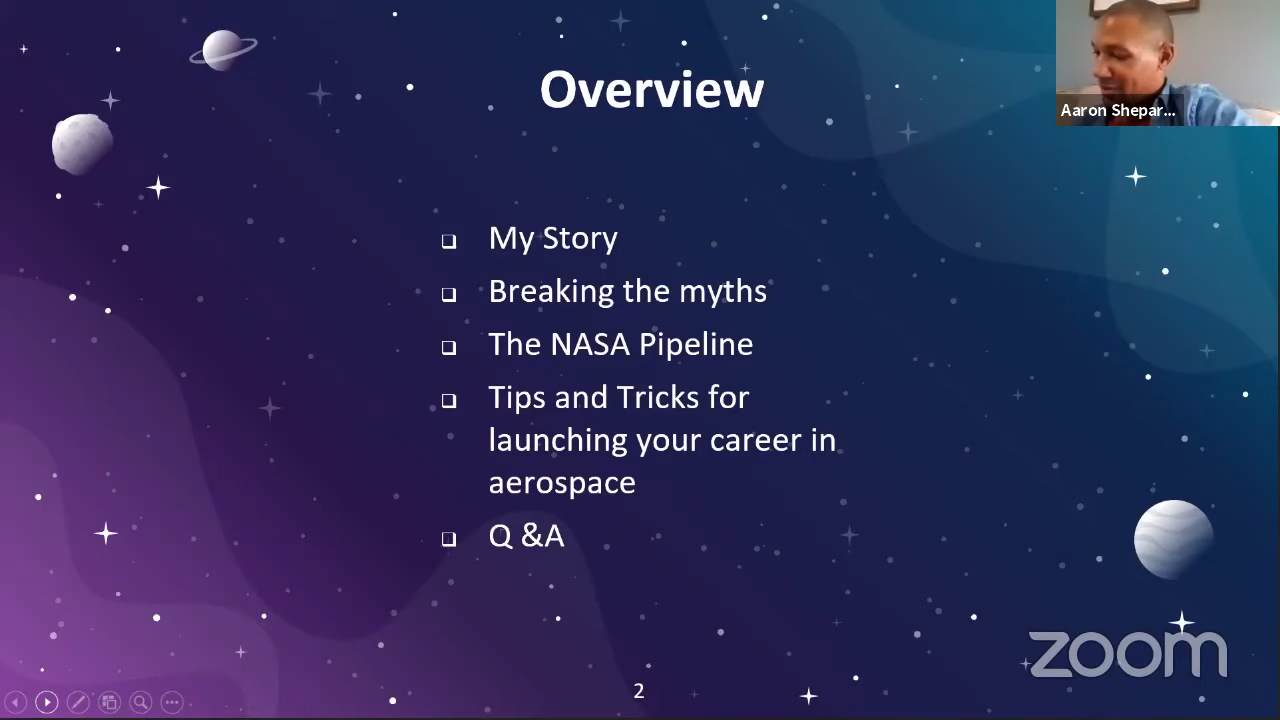 Overview
Aaron Shepar...
My Story
Breaking the myths
The NASA Pipeline
Tips and Tricks for
launching your career in
aerospace
Q &A
zoom
2